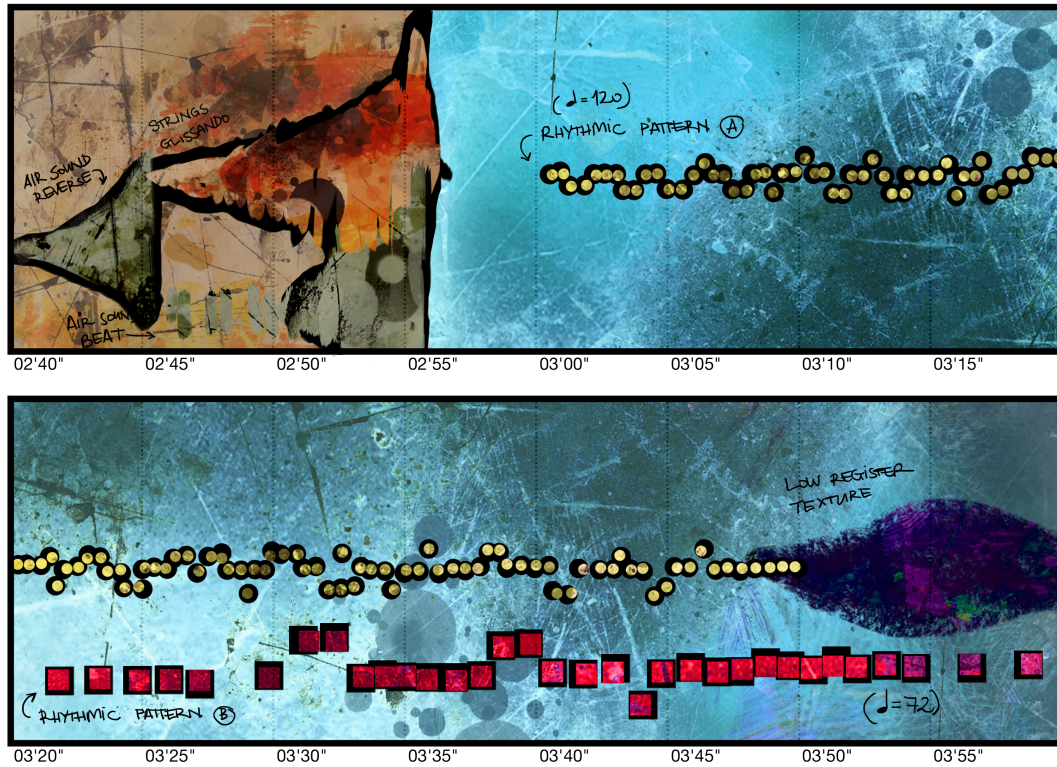 STRINGS
GLISSANDO
AIR SOUND
REVERSE
AIR SOUND
BEAT
(♩=120)
RHYTHMIC PATTERN A
02'40" 02'45" 02'50" 02'55" 03'00" 03'05" 03'10" 03'15"
LOW REGISTER
TEXTURE
RHYTHMIC PATTERN B
(♩=72)
03'20" 03'25" 03'30" 03'35" 03'40" 03'45" 03'50" 03'55"